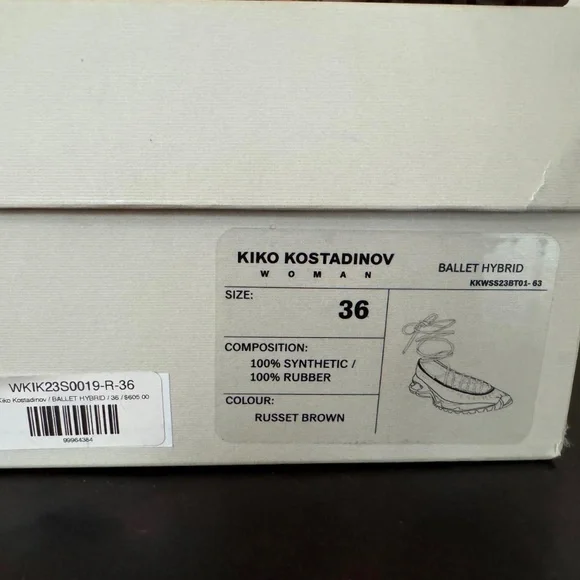 KIKO KOSTADINOV
WOMAN
BALLET HYBRID
KKWSS23BT01-63
SIZE:
36
COMPOSITION:
100% SYNTHETIC /
100% RUBBER
COLOUR:
RUSSET BROWN
WKIK23S0019-R-36
Kiko Kostadinov / BALLET HYBRID / 36 / $605.00
99964384